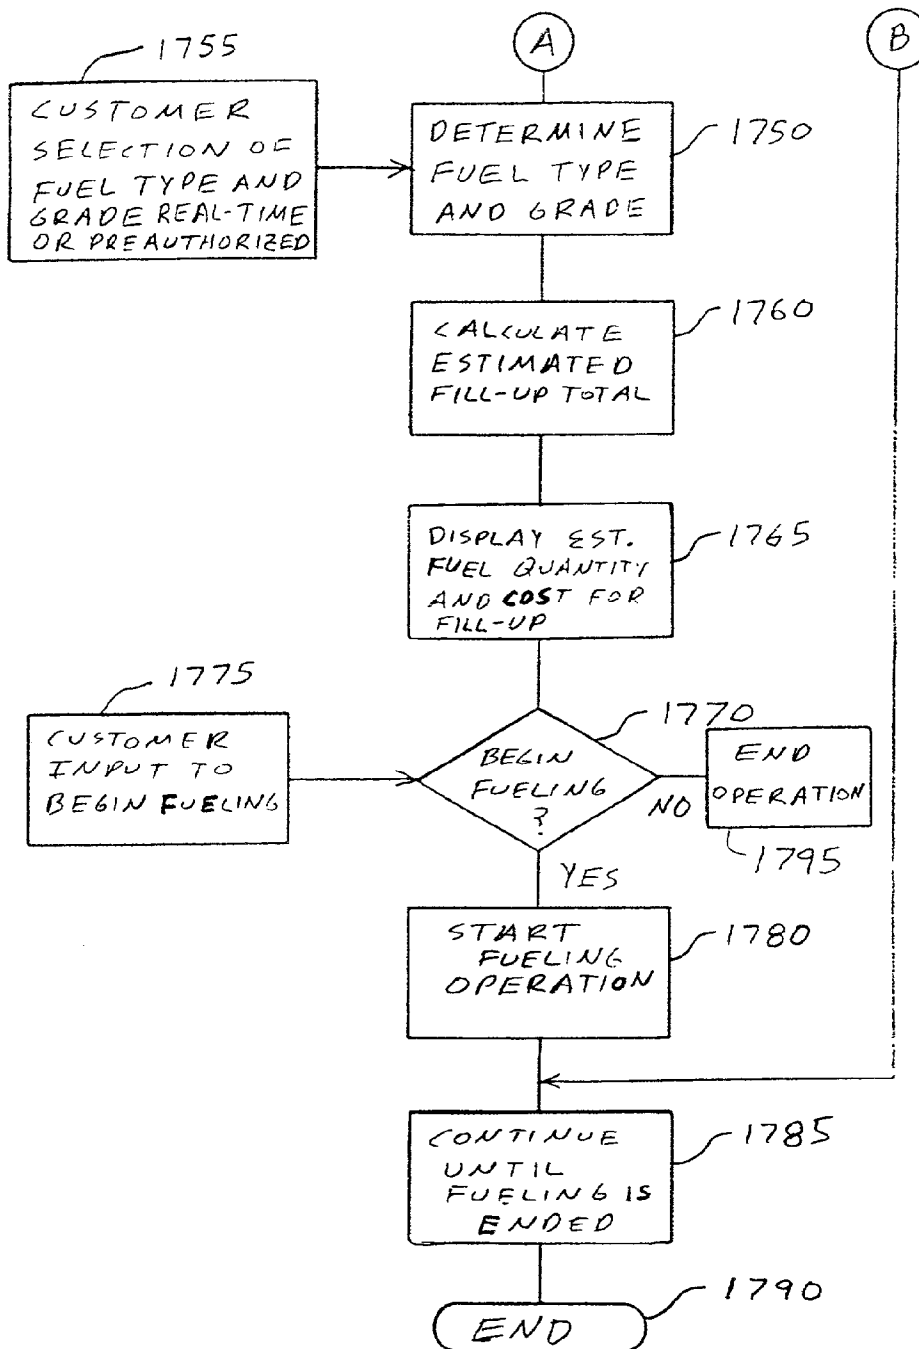 A
B
1755
CUSTOMER
SELECTION OF
FUEL TYPE AND
GRADE REAL-TIME
OR PREAUTHORIZED
DETERMINE
FUEL TYPE
AND GRADE
1750
CALCULATE
ESTIMATED
FILL-UP TOTAL
1760
DISPLAY EST.
FUEL QUANTITY
AND COST FOR
FILL-UP
1765
1775
CUSTOMER
INPUT TO
BEGIN FUELING
BEGIN
FUELING
?
1770
NO
END
OPERATION
1795
YES
START
FUELING
OPERATION
1780
CONTINUE
UNTIL
FUELING IS
ENDED
1785
END
1790